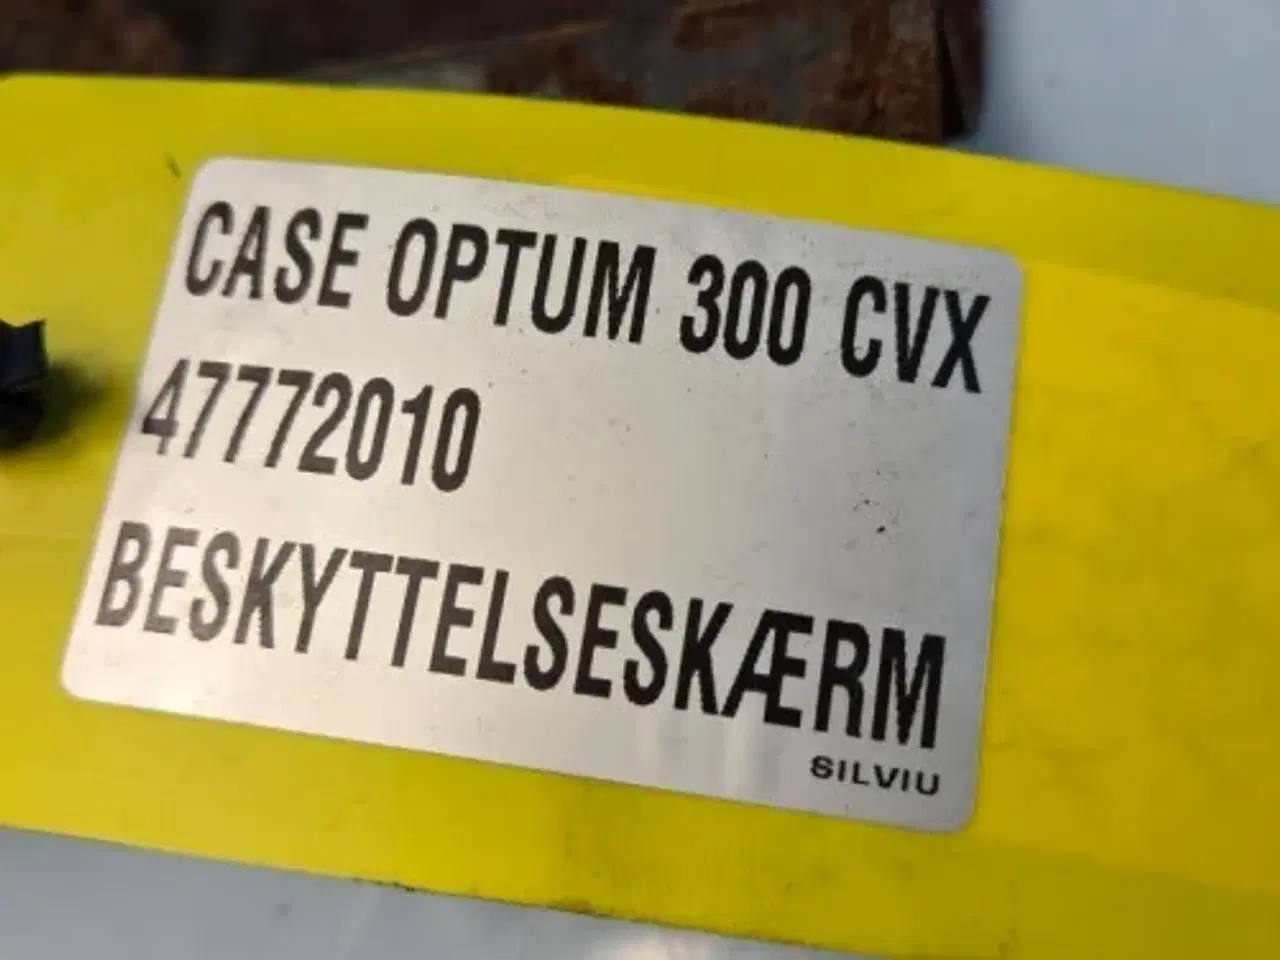 CASE OPTUM 300 CVX
47772010
BESKYTTELSESKÆRM
SILVIU